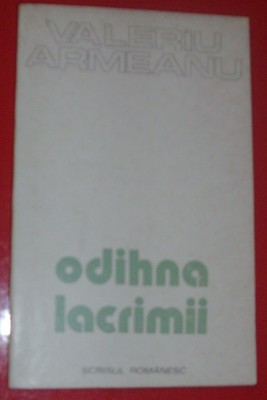 VALERIU
ARMEANU
odihna
lacrimii
SCRISUL ROMÂNESC